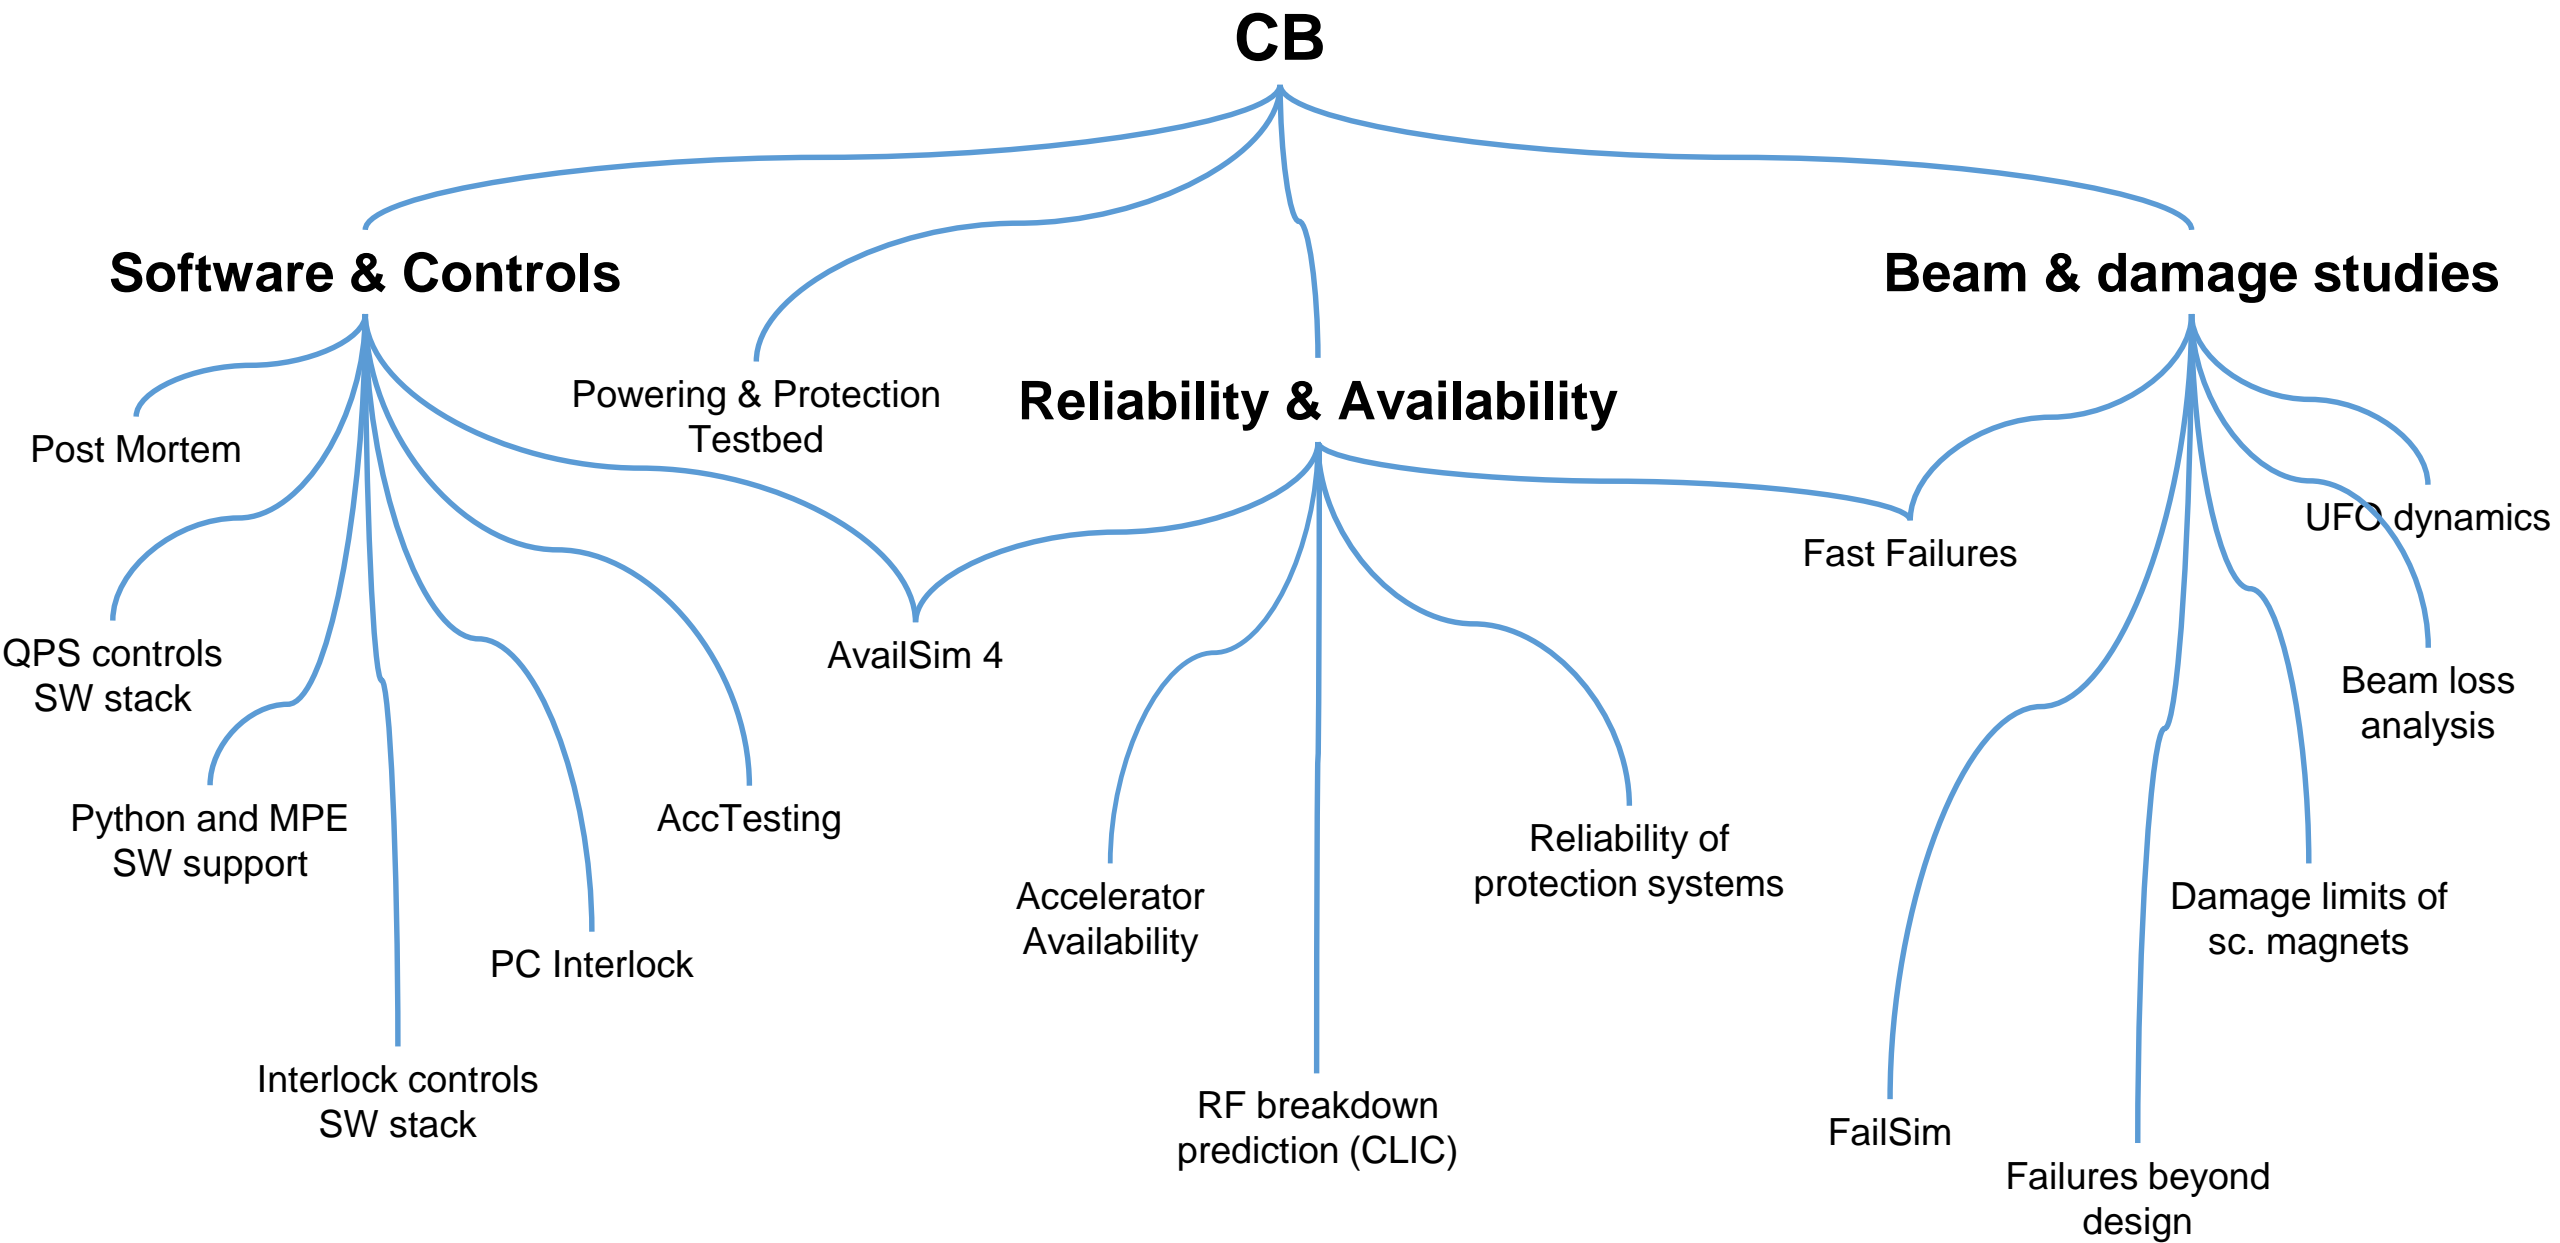 CB
Software & Controls
Beam & damage studies
Powering & Protection
Testbed
Reliability & Availability
Post Mortem
UFO dynamics
Fast Failures
QPS controls
SW stack
AvailSim 4
Beam loss
analysis
Python and MPE
SW support
AccTesting
Reliability of
protection systems
Accelerator
Availability
Damage limits of
sc. magnets
PC Interlock
Interlock controls
SW stack
RF breakdown
prediction (CLIC)
FailSim
Failures beyond
design